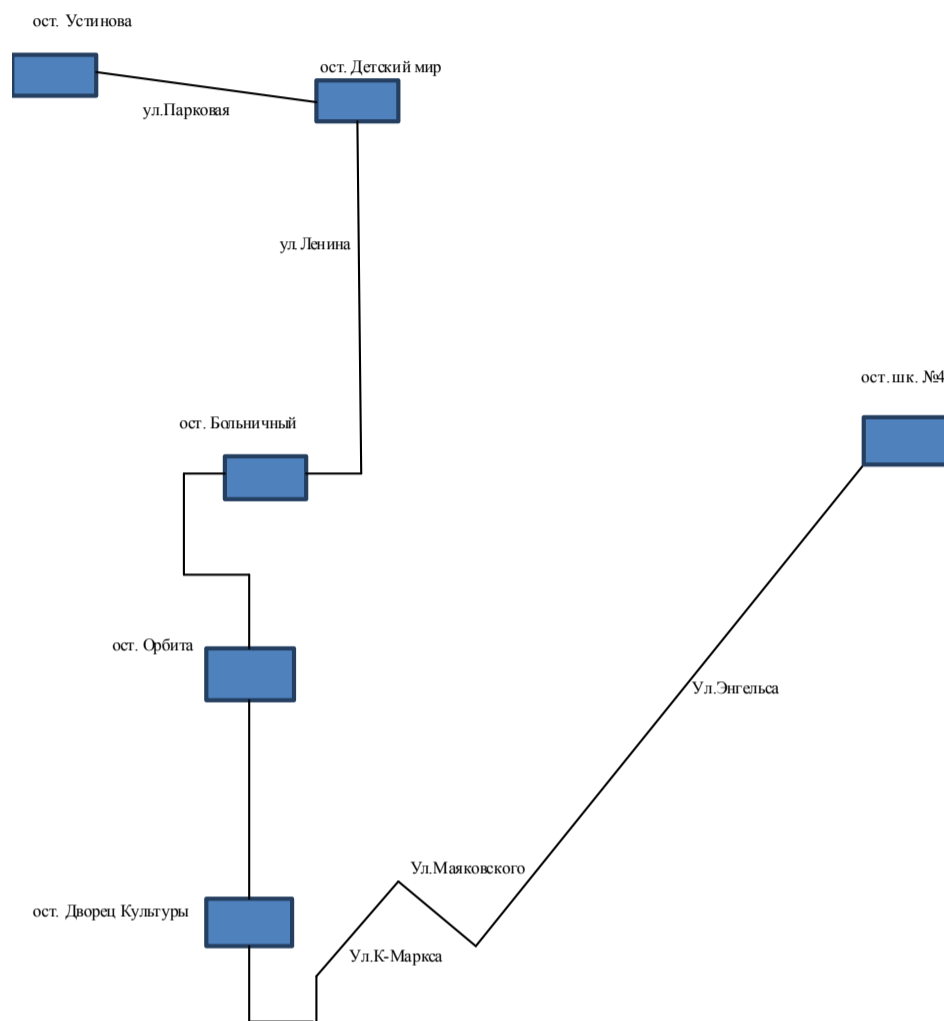 ост. Устинова
ост. Детский мир
ул.Парковая
ул. Ленина
ост. шк. №4
ост. Больничный
ост. Орбита
Ул.Энгельса
Ул.Маяковского
ост. Дворец Культуры
Ул.К-Маркса